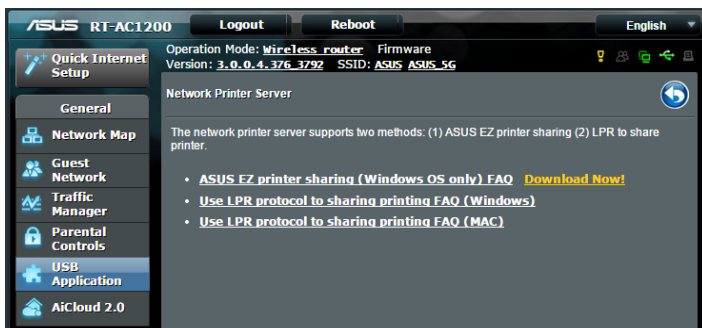 ASUS RT-AC1200 Logout Reboot English
Quick Internet
Setup
Operation Mode: Wireless router Firmware
Version: 3.0.0.4.376_3792 SSID: ASUS ASUS_5G
General
Network Map
Guest
Network
Traffic
Manager
Parental
Controls
USB
Application
AiCloud 2.0
Network Printer Server
The network printer server supports two methods: (1) ASUS EZ printer sharing (2) LPR to share
printer.
• ASUS EZ printer sharing (Windows OS only) FAQ Download Now!
• Use LPR protocol to sharing printing FAQ (Windows)
• Use LPR protocol to sharing printing FAQ (MAC)